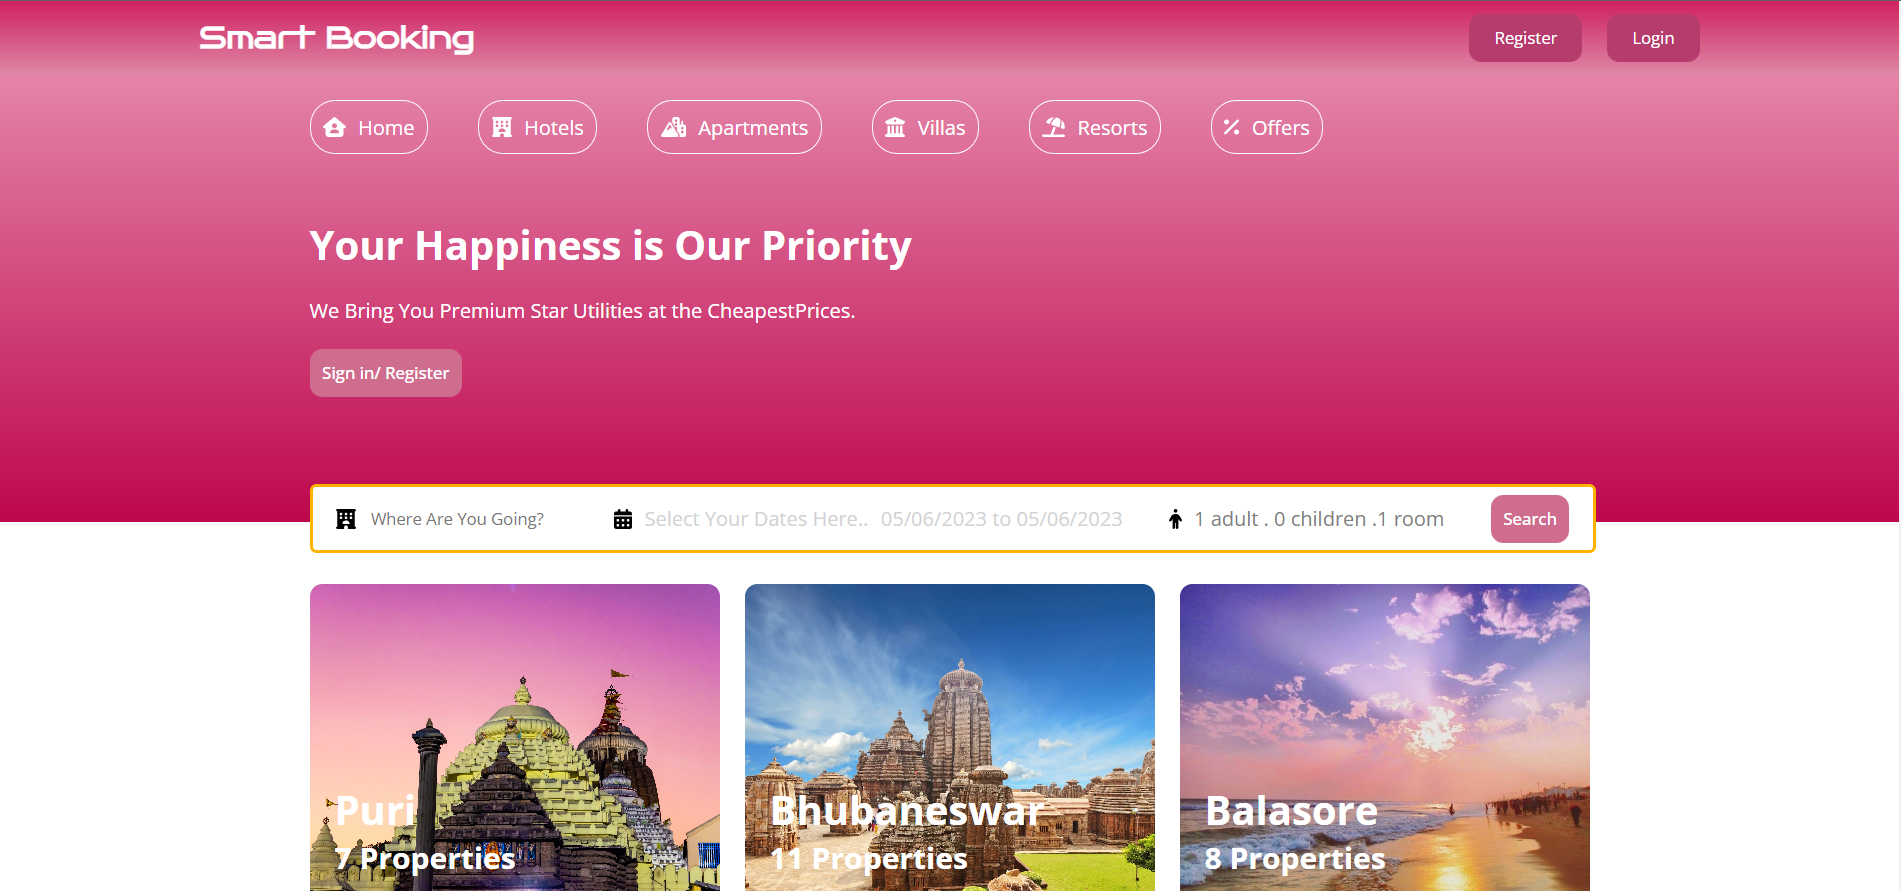 Smart Booking
Register
Login
Home
Hotels
Apartments
Villas
Resorts
Offers
Your Happiness is Our Priority
We Bring You Premium Star Utilities at the CheapestPrices.
Sign in/ Register
Where Are You Going?
Select Your Dates Here.. 05/06/2023 to 05/06/2023
1 adult . 0 children .1 room
Search
Puri
7 Properties
Bhubaneswar
11 Properties
Balasore
8 Properties